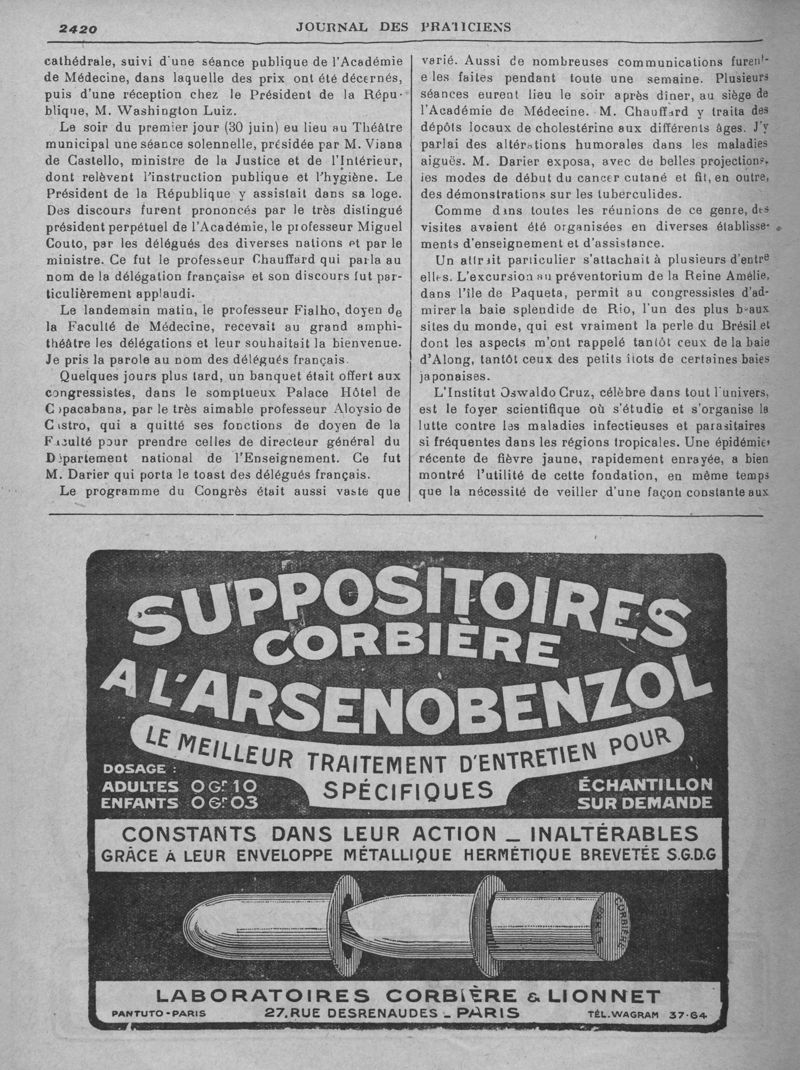 2420
JOURNAL DES PRATICIENS
cathédrale, suivi d'une séance publique de l'Académie
de Médecine, dans laquelle des prix ont été décernés,
puis d'une réception chez le Président de la Répu-
blique, M. Washington Luiz.
Le soir du premier jour (30 juin) eu lieu au Théâtre
municipal une séance solennelle, présidée par M. Viana
de Castello, ministre de la Justice et de l'Intérieur,
dont relèvent l'instruction publique et l'hygiène. Le
Président de la République y assistait dans sa loge.
Des discours furent prononcés par le très distingué
président perpétuel de l'Académie, le professeur Miguel
Couto, par les délégués des diverses nations et par le
ministre. Ce fut le professeur Chauffard qui parla au
nom de la délégation française et son discours fut par-
ticulièrement applaudi.
Le landemain matin, le professeur Fialho, doyen de
la Faculté de Médecine, recevait au grand amphi-
théâtre les délégations et leur souhaitait la bienvenue.
Je pris la parole au nom des délégués français.
Quelques jours plus tard, un banquet était offert aux
congressistes, dans le somptueux Palace Hôtel de
Copacabana, par le très aimable professeur Aloysio de
Castro, qui a quitté ses fonctions de doyen de la
Faculté pour prendre celles de directeur général du
Département national de l'Enseignement. Ce fut
M. Darier qui porta le toast des délégués français.
Le programme du Congrès était aussi vaste que
varié. Aussi de nombreuses communications furent-
elles faites pendant toute une semaine. Plusieurs
séances eurent lieu le soir après dîner, au siège de
l'Académie de Médecine. M. Chauffard y traita des
dépôts locaux de cholestérine aux différents âges. J'y
parlai des altérations humorales dans les maladies
aiguës. M. Darier exposa, avec de belles projections,
les modes de début du cancer cutané et fit, en outre,
des démonstrations sur les tuberculides.
Comme dans toutes les réunions de ce genre, des
visites avaient été organisées en diverses établisse-
ments d'enseignement et d'assistance.
Un attrait particulier s'attachait à plusieurs d'entre
elles. L'excursion au préventorium de la Reine Amélie,
dans l'île de Paqueta, permit au congressistes d'ad-
mirer la baie splendide de Rio, l'un des plus beaux
sites du monde, qui est vraiment la perle du Brésil et
dont les aspects m'ont rappelé tantôt ceux de la baie
d'Along, tantôt ceux des petits îlots de certaines baies
japonaises.
L'Institut Oswaldo Cruz, célèbre dans tout l'univers,
est le foyer scientifique où s'étudie et s'organise la
lutte contre les maladies infectieuses et parasitaires
si fréquentes dans les régions tropicales. Une épidémie
récente de fièvre jaune, rapidement enrayée, a bien
montré l'utilité de cette fondation, en même temps
que la nécessité de veiller d'une façon constante aux
SUPPOSITOIRES
CORBIÈRE
A L'ARSENOBENZOL
LE MEILLEUR TRAITEMENT D'ENTRETIEN POUR
SPÉCIFIQUES
DOSAGE :
ADULTES 0 Gr 10
ENFANTS 0 Gr 03
ÉCHANTILLON
SUR DEMANDE
CONSTANTS DANS LEUR ACTION _ INALTÉRABLES
GRÂCE À LEUR ENVELOPPE MÉTALLIQUE HERMÉTIQUE BREVETÉE S.G.D.G
CORBIÈRE
PARIS
LABORATOIRES CORBIÈRE & LIONNET
PANTUTO-PARIS
27, RUE DESRENAUDES _ PARIS
TÉL. WAGRAM 37-64